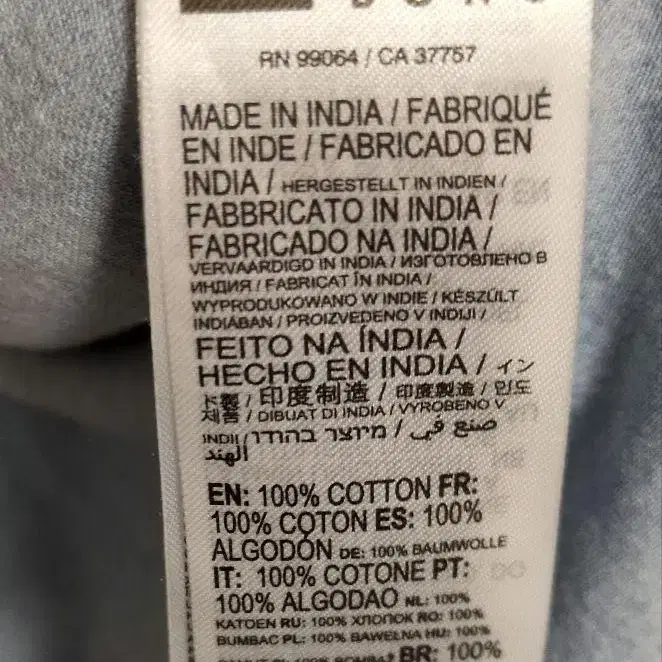 RN 99064 / CA 37757
MADE IN INDIA / FABRIQUÉ
EN INDE / FABRICADO EN
INDIA / HERGESTELLT IN INDIEN /
FABBRICATO IN INDIA /
FABRICADO NA INDIA /
VERVAARDIGD IN INDIA / ИЗГОТОВЛЕНО В
ИНДИЯ / FABRICAT ÎN INDIA /
WYPRODUKOWANO W INDIE / KÉSZÜLT
INDIÁBAN / PROIZVEDENO V INDIJI /
FEITO NA ÍNDIA /
HECHO EN INDIA / イン
ド製 / 印度制造 / 印度製造 / 인도
제조 / DIBUAT DI INDIA / VYROBENO V
INDII / מיוצר בהודו / صنع في
الهند
EN: 100% COTTON FR:
100% COTON ES: 100%
ALGODÓN DE: 100% BAUMWOLLE
IT: 100% COTONE PT:
100% ALGODAO NL: 100%
KATOEN RU: 100% ХЛОПОК RO: 100%
BUMBAC PL: 100% BAWEŁNA HU: 100%
BR: 100%